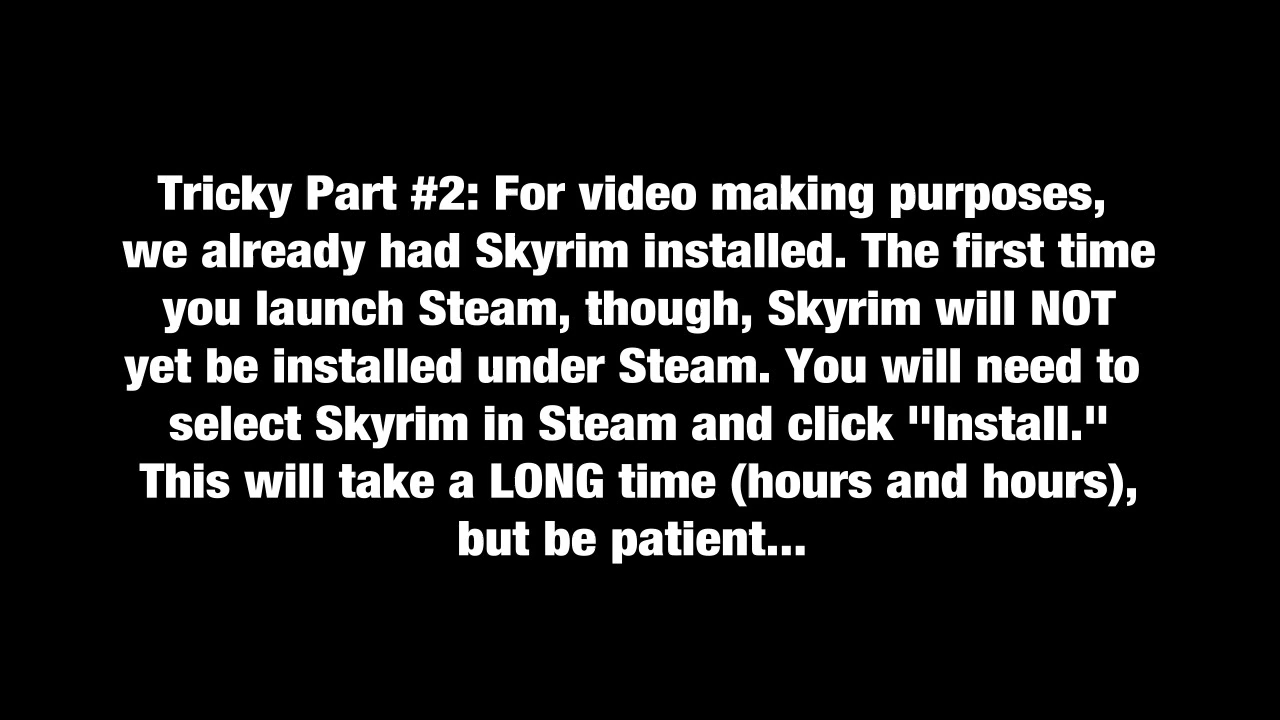 Tricky Part #2: For video making purposes,
we already had Skyrim installed. The first time
you launch Steam, though, Skyrim will NOT
yet be installed under Steam. You will need to
select Skyrim in Steam and click "Install."
This will take a LONG time (hours and hours),
but be patient...